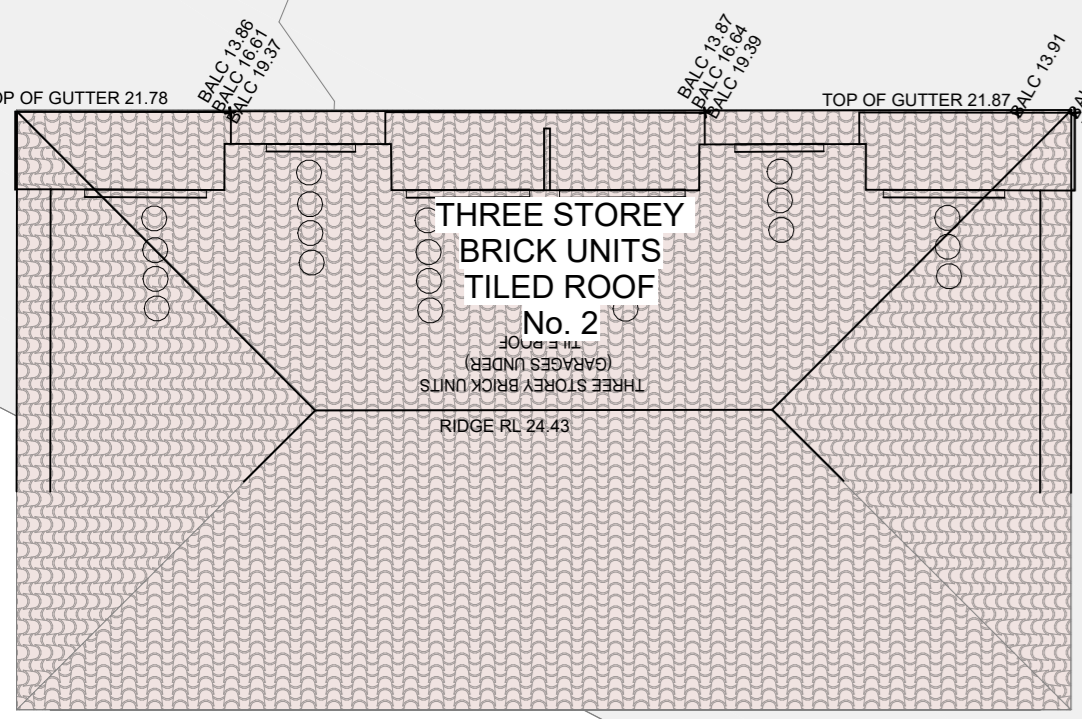 BALC 13.86
BALC 16.61
BALC 19.37
BALC 13.87
BALC 16.64
BALC 19.39
BALC 13.91
OP OF GUTTER 21.78
TOP OF GUTTER 21.87
THREE STOREY
BRICK UNITS
TILED ROOF
No. 2
THREE STOREY BRICK UNITS
(GARAGES UNDER)
TILE ROOF
RIDGE RL 24.43